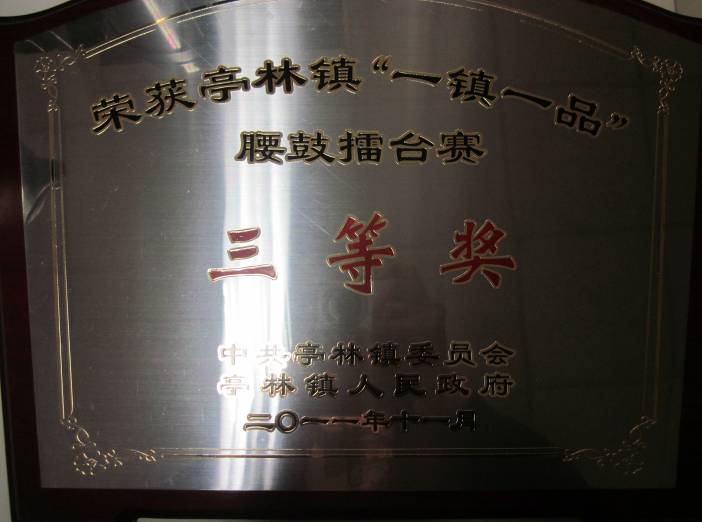 荣获亭林镇“一镇一品”
腰鼓擂台赛
三等奖
中共亭林镇委员会
亭林镇人民政府
二〇一一年十一月